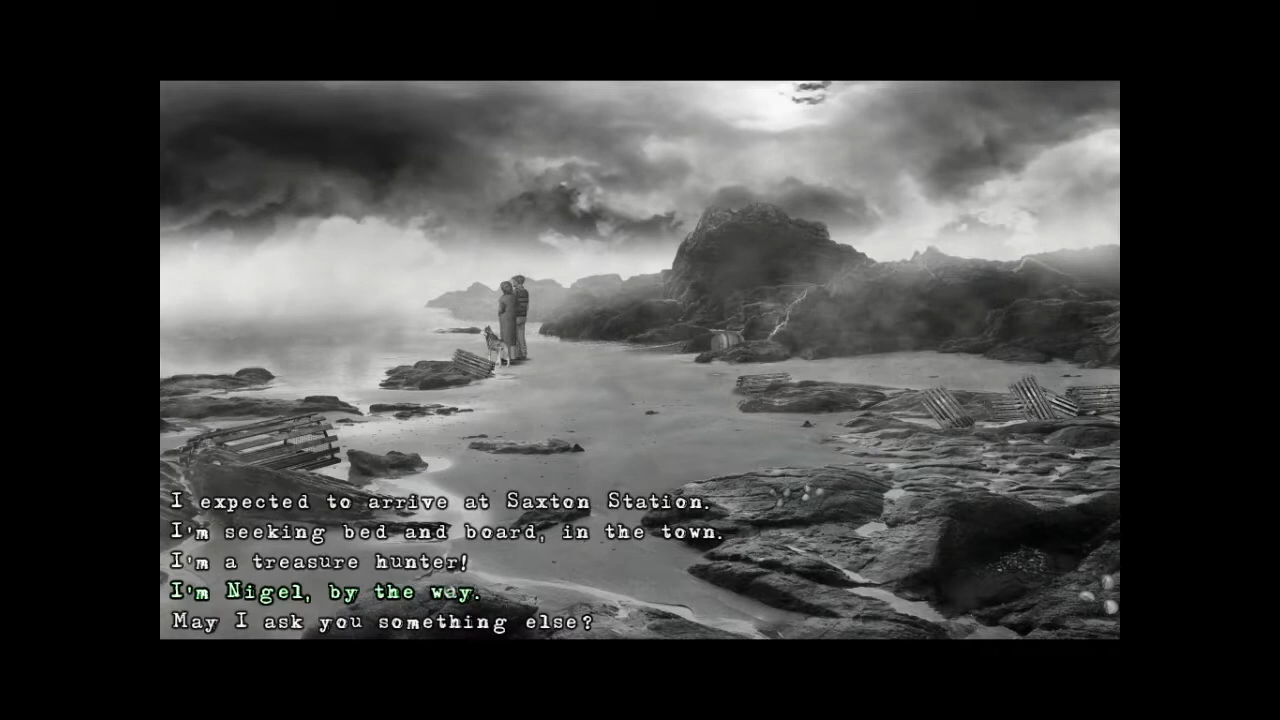 I expected to arrive at Saxton Station.
I'm seeking bed and board, in the town.
I'm a treasure hunter!
I'm Nigel, by the way.
May I ask you something else?